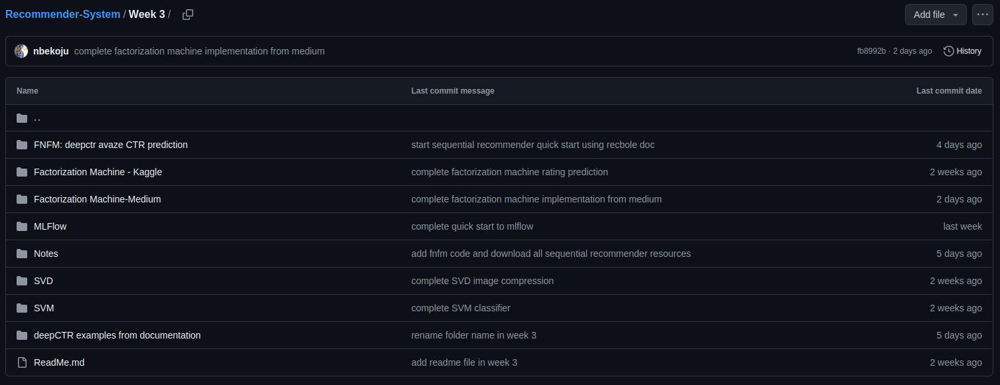 Recommender-System / Week 3 /
Add file
nbekoju complete factorization machine implementation from medium
fb8992b · 2 days ago History
Name Last commit message Last commit date
..
FNFM: deepctr avaze CTR prediction start sequential recommender quick start using recbole doc 4 days ago
Factorization Machine - Kaggle complete factorization machine rating prediction 2 weeks ago
Factorization Machine-Medium complete factorization machine implementation from medium 2 days ago
MLFlow complete quick start to mlflow last week
Notes add fnfm code and download all sequential recommender resources 5 days ago
SVD complete SVD image compression 2 weeks ago
SVM complete SVM classifier 2 weeks ago
deepCTR examples from documentation rename folder name in week 3 5 days ago
ReadMe.md add readme file in week 3 2 weeks ago